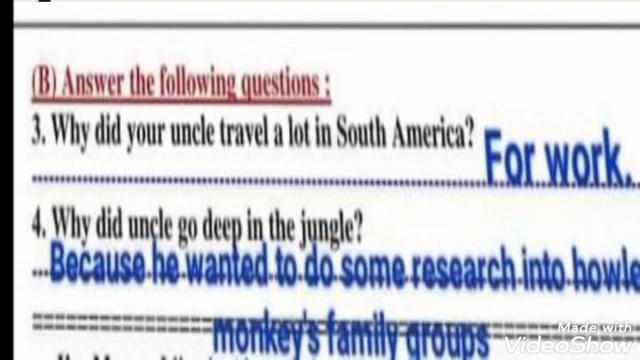 (B) Answer the following questions :
3. Why did your uncle travel a lot in South America?
For work.
4. Why did uncle go deep in the jungle?
Because he wanted to do some research into howle
monkey's family groups
Made with
VideoShow